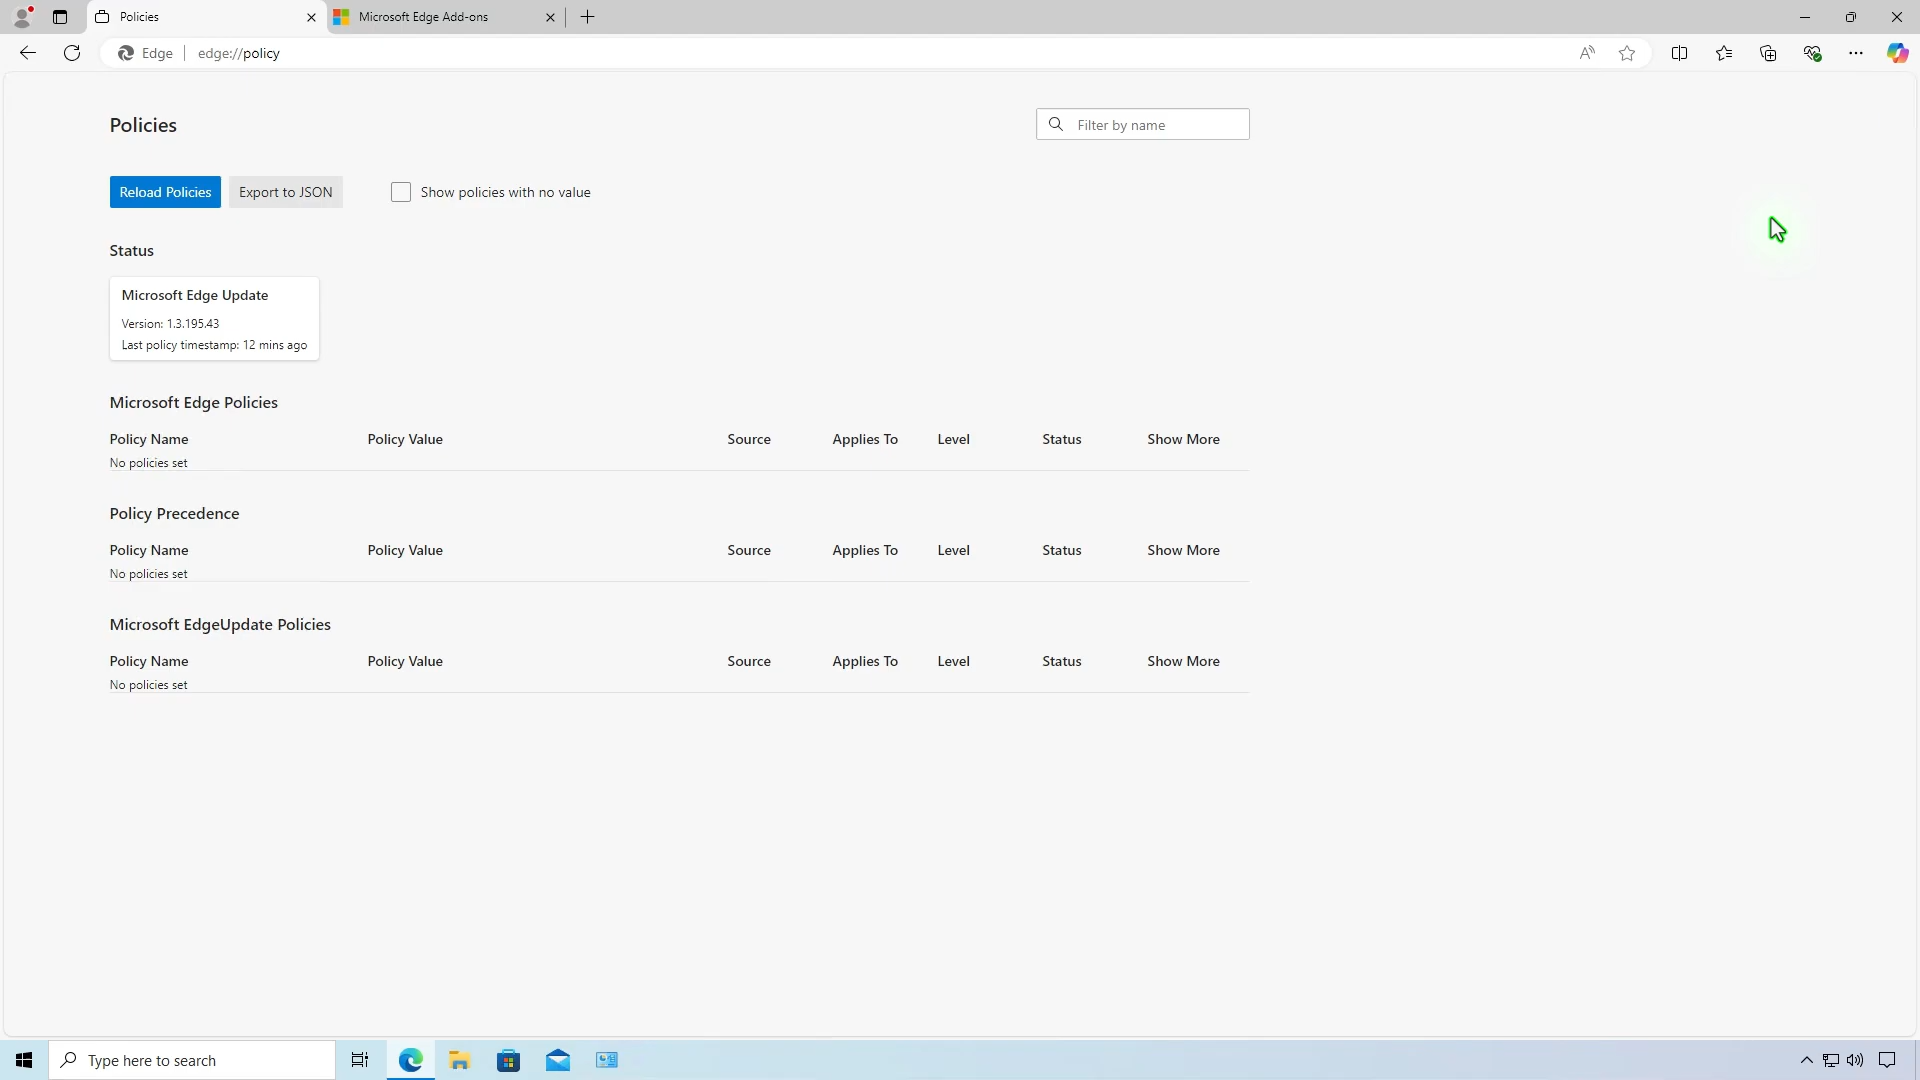 Policies
Microsoft Edge Add-ons
Edge
edge://policy
Policies
Filter by name
Reload Policies
Export to JSON
Show policies with no value
Status
Microsoft Edge Update
Version: 1.3.195.43
Last policy timestamp: 12 mins ago
Microsoft Edge Policies
Policy Name Policy Value Source Applies To Level Status Show More
No policies set
Policy Precedence
Policy Name Policy Value Source Applies To Level Status Show More
No policies set
Microsoft EdgeUpdate Policies
Policy Name Policy Value Source Applies To Level Status Show More
No policies set
Type here to search